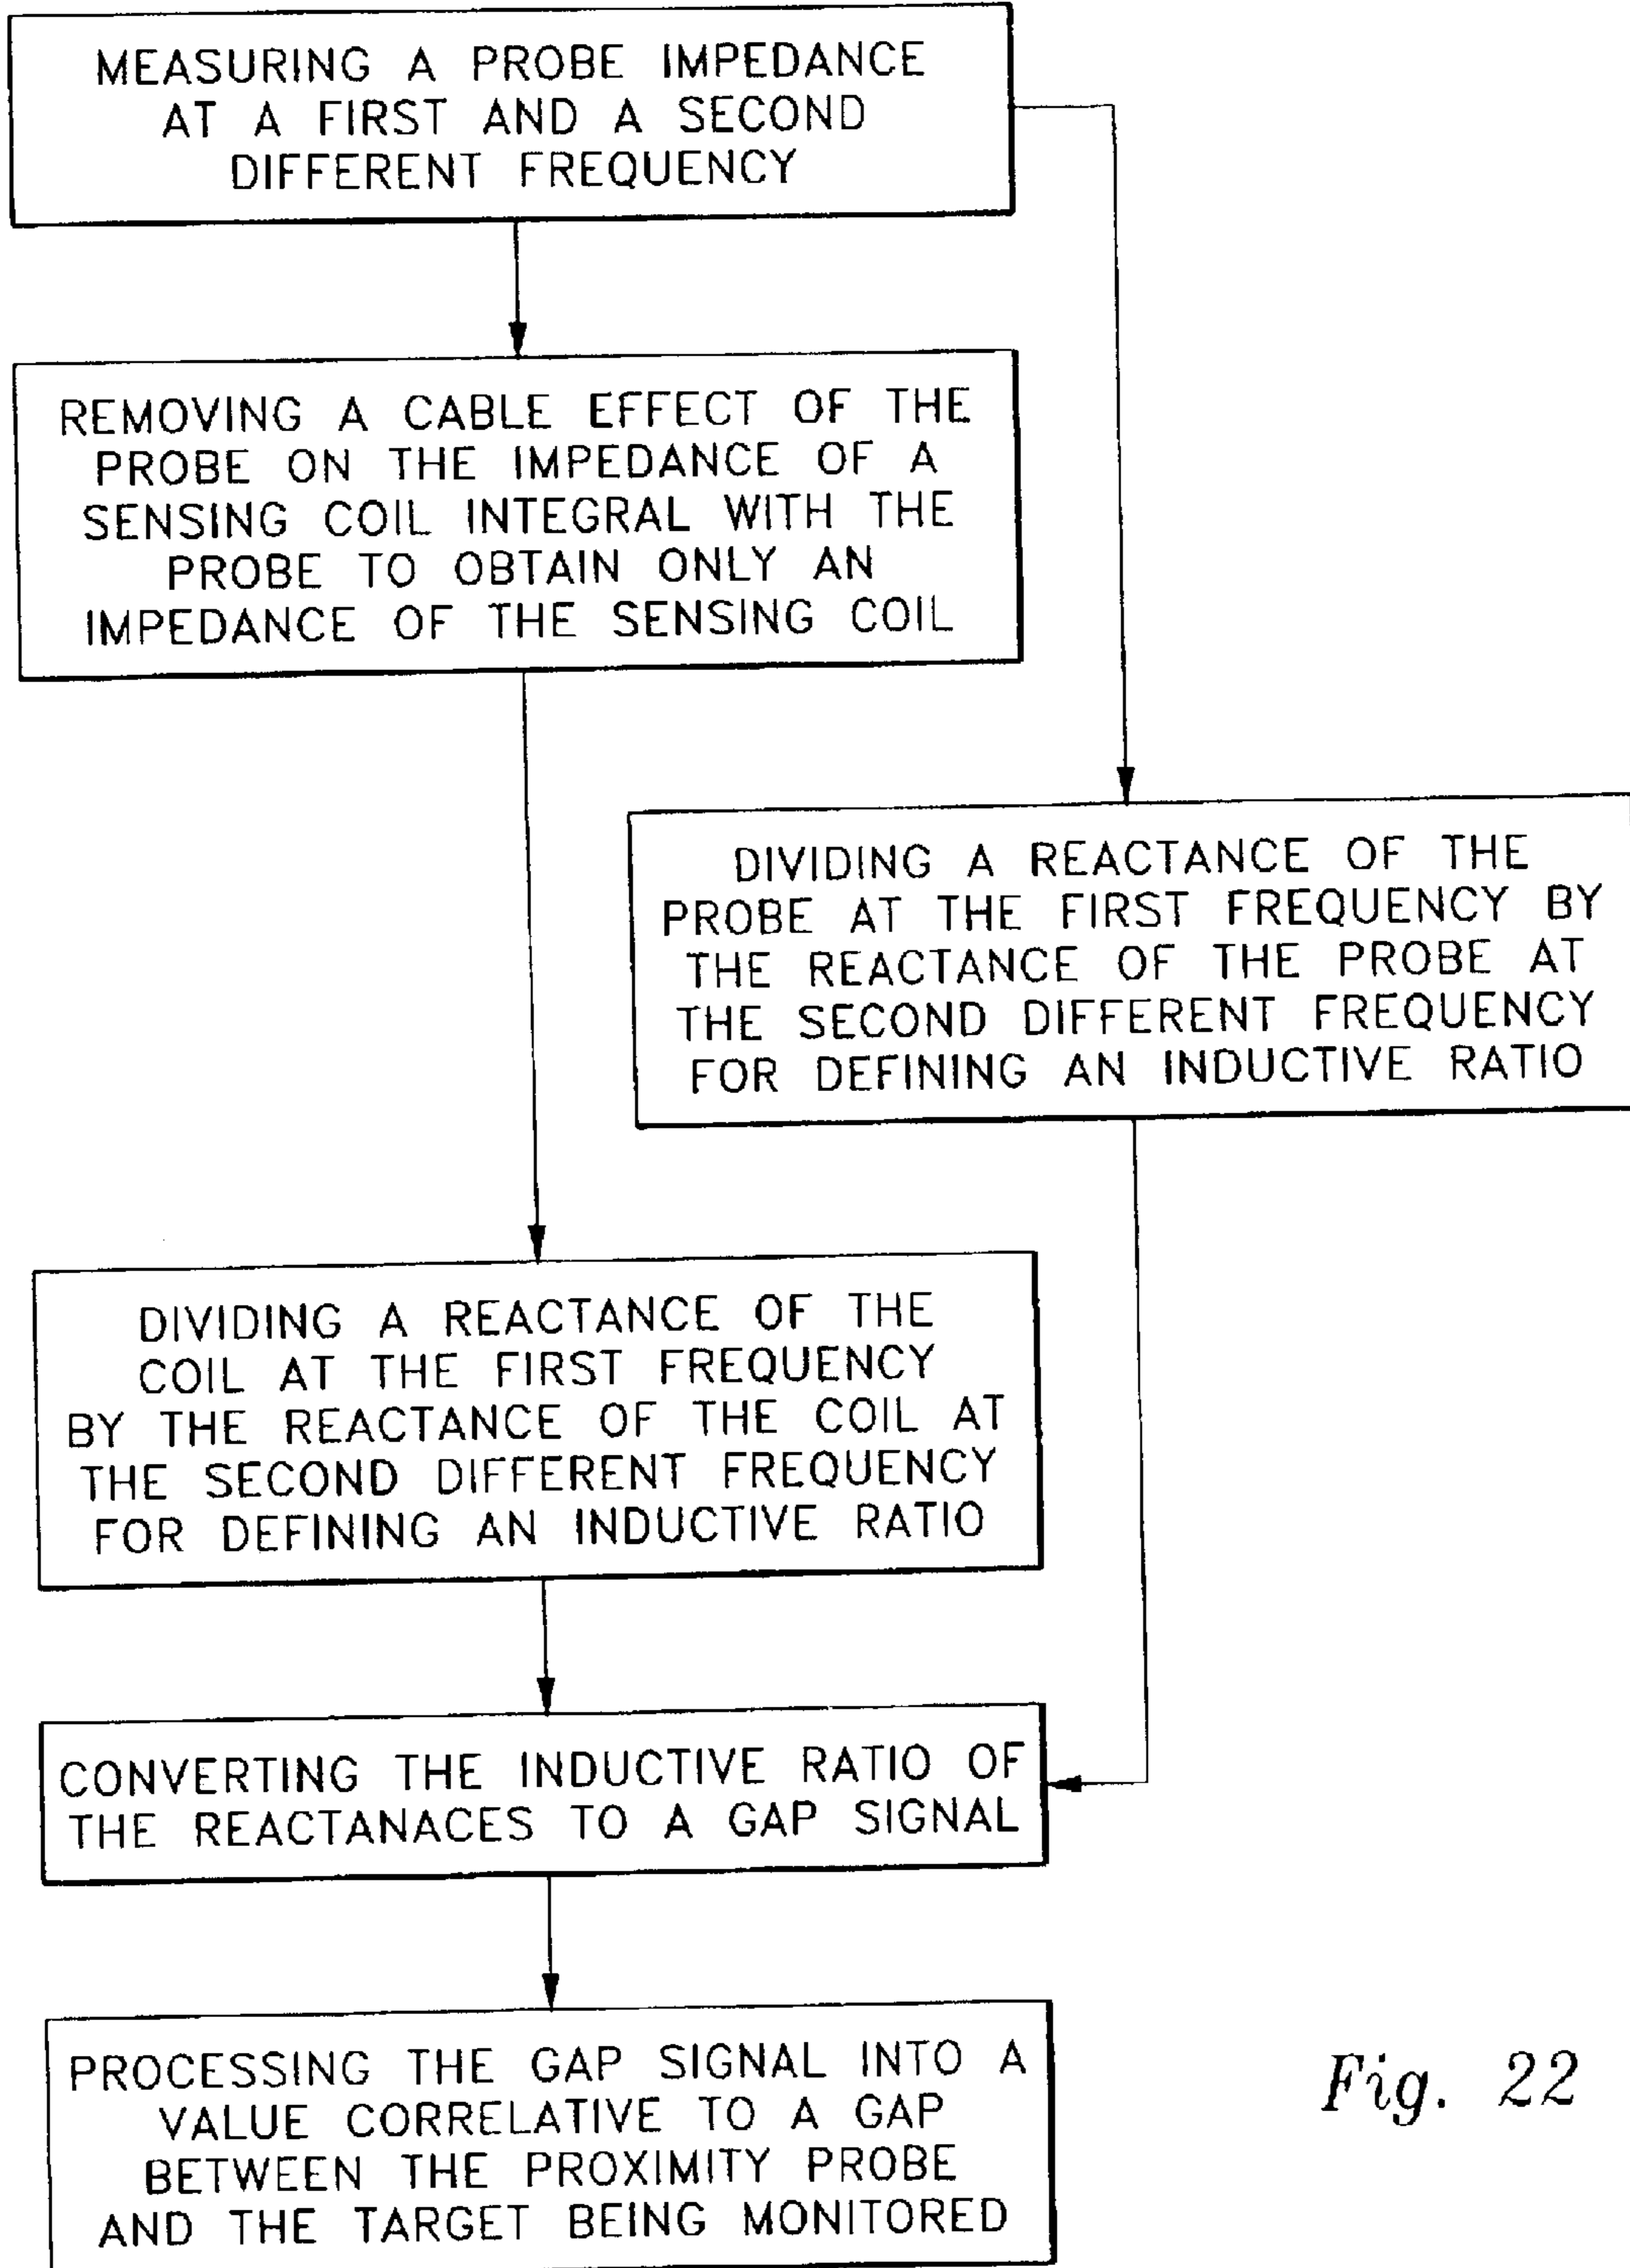 MEASURING A PROBE IMPEDANCE
AT A FIRST AND A SECOND
DIFFERENT FREQUENCY
REMOVING A CABLE EFFECT OF THE
PROBE ON THE IMPEDANCE OF A
SENSING COIL INTEGRAL WITH THE
PROBE TO OBTAIN ONLY AN
IMPEDANCE OF THE SENSING COIL
DIVIDING A REACTANCE OF THE
PROBE AT THE FIRST FREQUENCY BY
THE REACTANCE OF THE PROBE AT
THE SECOND DIFFERENT FREQUENCY
FOR DEFINING AN INDUCTIVE RATIO
DIVIDING A REACTANCE OF THE
COIL AT THE FIRST FREQUENCY
BY THE REACTANCE OF THE COIL AT
THE SECOND DIFFERENT FREQUENCY
FOR DEFINING AN INDUCTIVE RATIO
CONVERTING THE INDUCTIVE RATIO OF
THE REACTANACES TO A GAP SIGNAL
PROCESSING THE GAP SIGNAL INTO A
VALUE CORRELATIVE TO A GAP
BETWEEN THE PROXIMITY PROBE
AND THE TARGET BEING MONITORED
Fig. 22